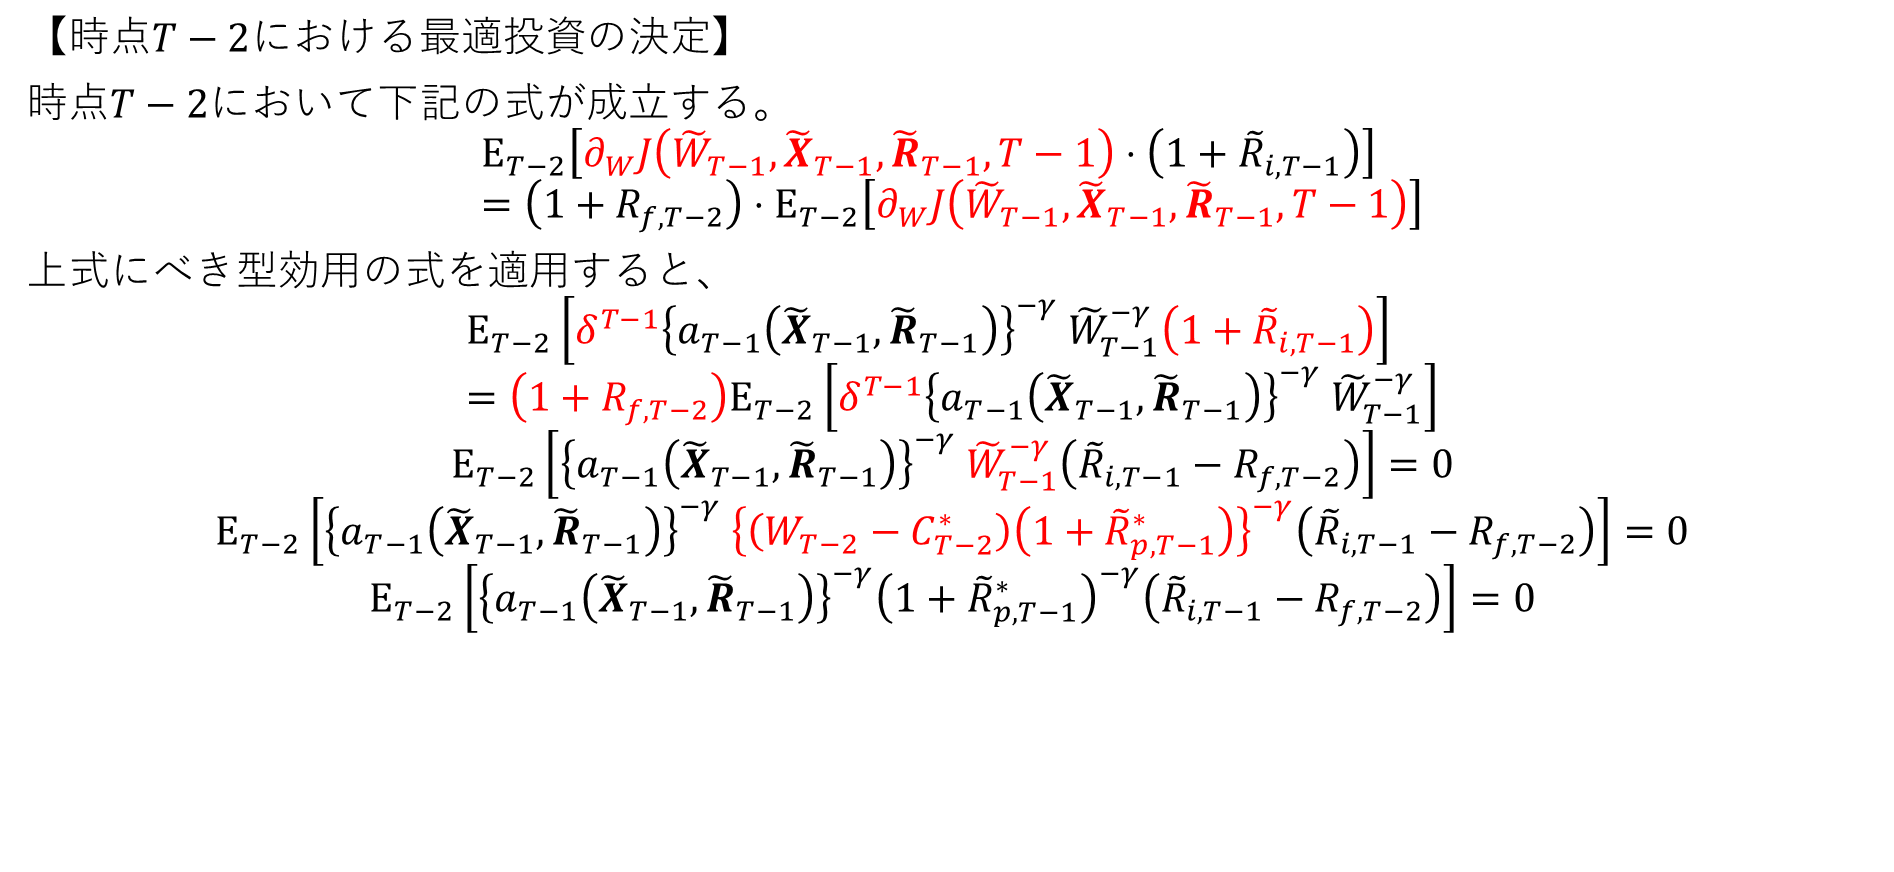 【時点𝑻 − 𝟐における最適投資の決定】
時点𝑻 − 𝟐において下記の式が成立する。
E_{T−2}[∂_W J(W̃_{T−1}, X̃_{T−1}, R̃_{T−1}, T − 1) · (1 + R̃_{i,T−1})]
= (1 + R_{f,T−2}) · E_{T−2}[∂_W J(W̃_{T−1}, X̃_{T−1}, R̃_{T−1}, T − 1)]
上式にべき型効用の式を適用すると、
E_{T−2}[δ^{T−1}{a_{T−1}(X̃_{T−1}, R̃_{T−1})}^{−γ} W̃_{T−1}^{−γ}(1 + R̃_{i,T−1})]
= (1 + R_{f,T−2})E_{T−2}[δ^{T−1}{a_{T−1}(X̃_{T−1}, R̃_{T−1})}^{−γ} W̃_{T−1}^{−γ}]
E_{T−2}[{a_{T−1}(X̃_{T−1}, R̃_{T−1})}^{−γ} W̃_{T−1}^{−γ}(R̃_{i,T−1} − R_{f,T−2})] = 0
E_{T−2}[{a_{T−1}(X̃_{T−1}, R̃_{T−1})}^{−γ} {(W_{T−2} − C^*_{T−2})(1 + R̃^*_{p,T−1})}^{−γ}(R̃_{i,T−1} − R_{f,T−2})] = 0
E_{T−2}[{a_{T−1}(X̃_{T−1}, R̃_{T−1})}^{−γ}(1 + R̃^*_{p,T−1})^{−γ}(R̃_{i,T−1} − R_{f,T−2})] = 0